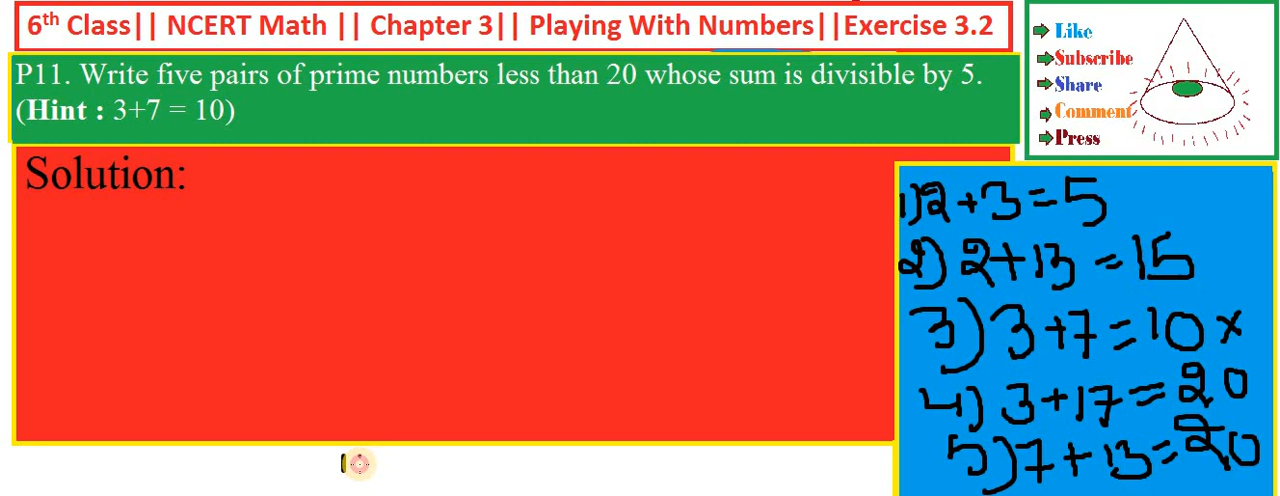 6th Class|| NCERT Math || Chapter 3|| Playing With Numbers||Exercise 3.2
Like
Subscribe
Share
Comment
Press
P11. Write five pairs of prime numbers less than 20 whose sum is divisible by 5.
(Hint : 3+7 = 10)
Solution:
1) 2+3=5
2) 2+13 =15
3) 3+7=10 x
4) 3+17=20
5) 7+13=20